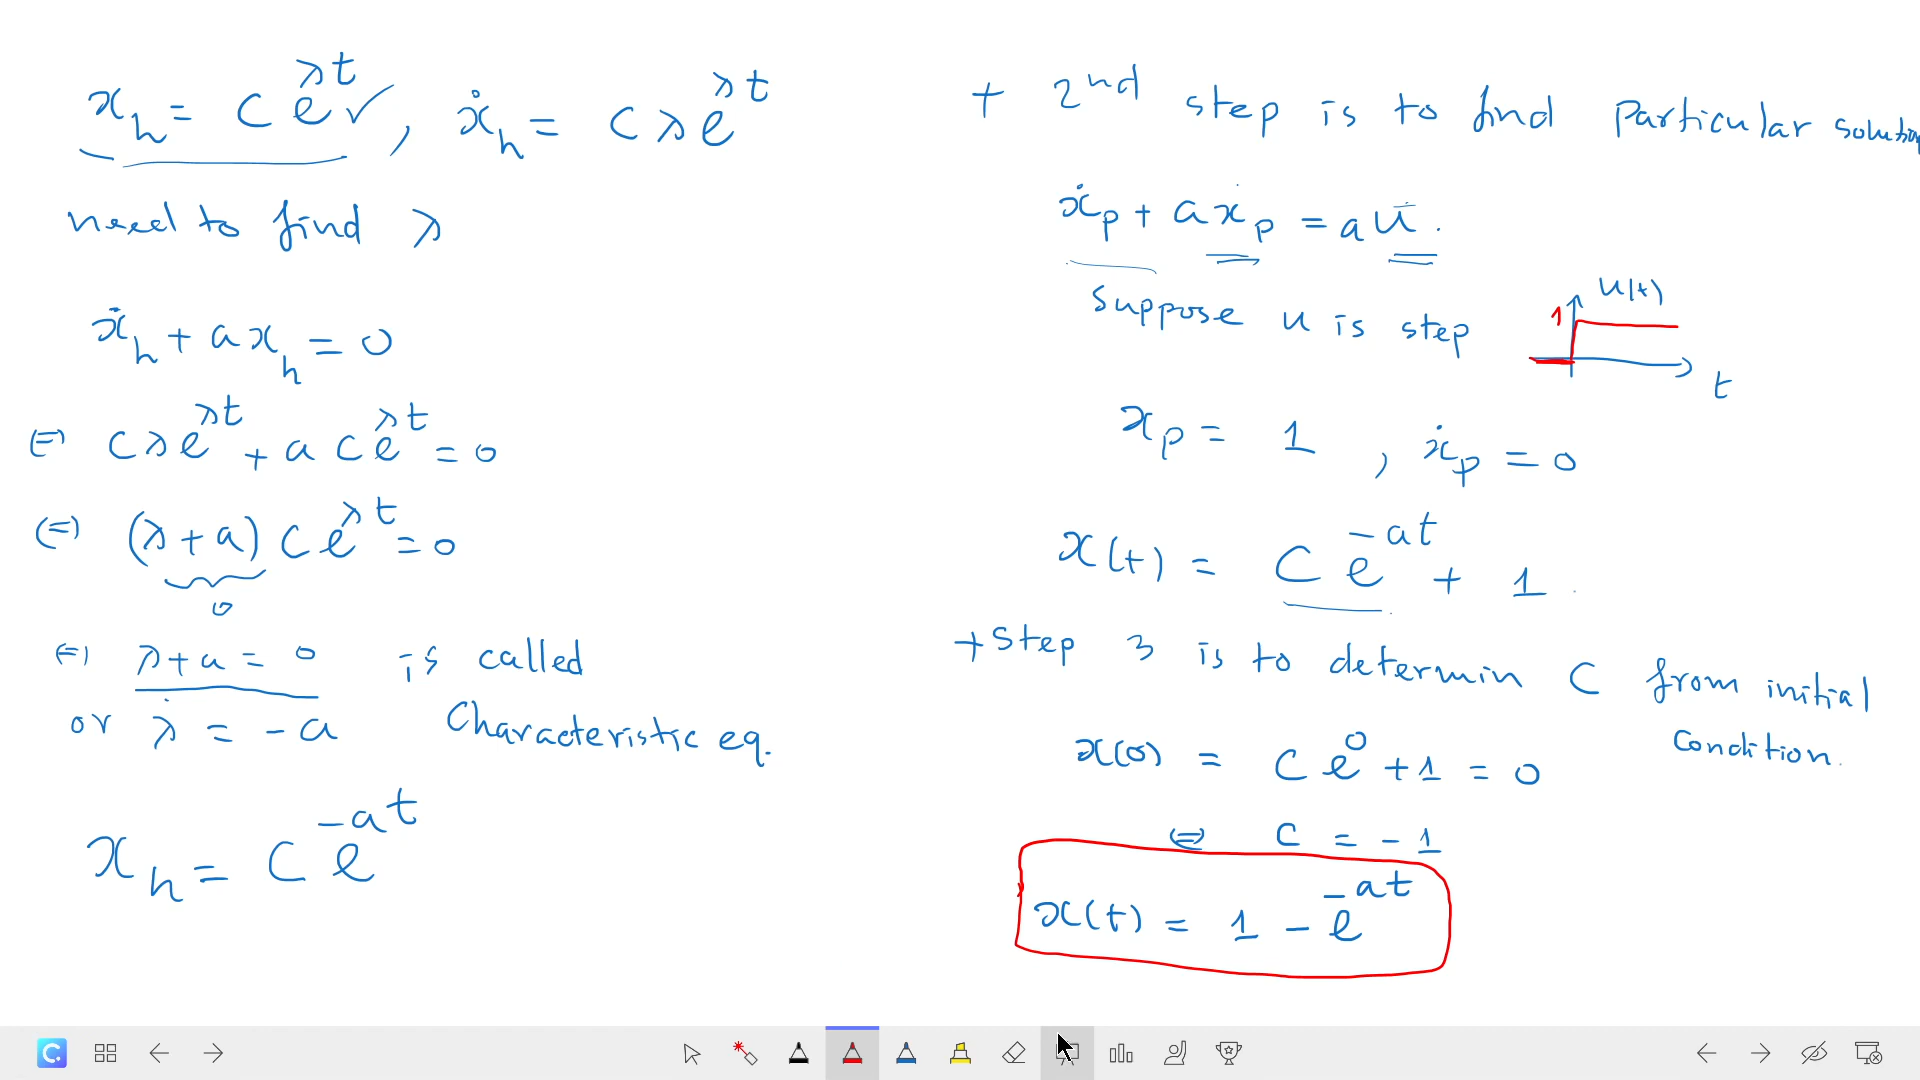 x_h = C e^{λt} ✓, ẋ_h = C λ e^{λt}
need to find λ
ẋ_h + a x_h = 0
(=) C λ e^{λt} + a C e^{λt} = 0
(=) (λ + a) C e^{λt} = 0
0
(=) λ + a = 0 is called
or λ = -a Characteristic eq.
x_h = C e^{-at}
+ 2nd step is to find Particular solution
ẋ_p + a x_p = a u.
suppose u is step
1 u(t)
t
x_p = 1, ẋ_p = 0
x(t) = C e^{-at} + 1.
+ Step 3 is to determin C from initial
Condition.
x(0) = C e^0 + 1 = 0
(=) C = -1
x(t) = 1 - e^{-at}